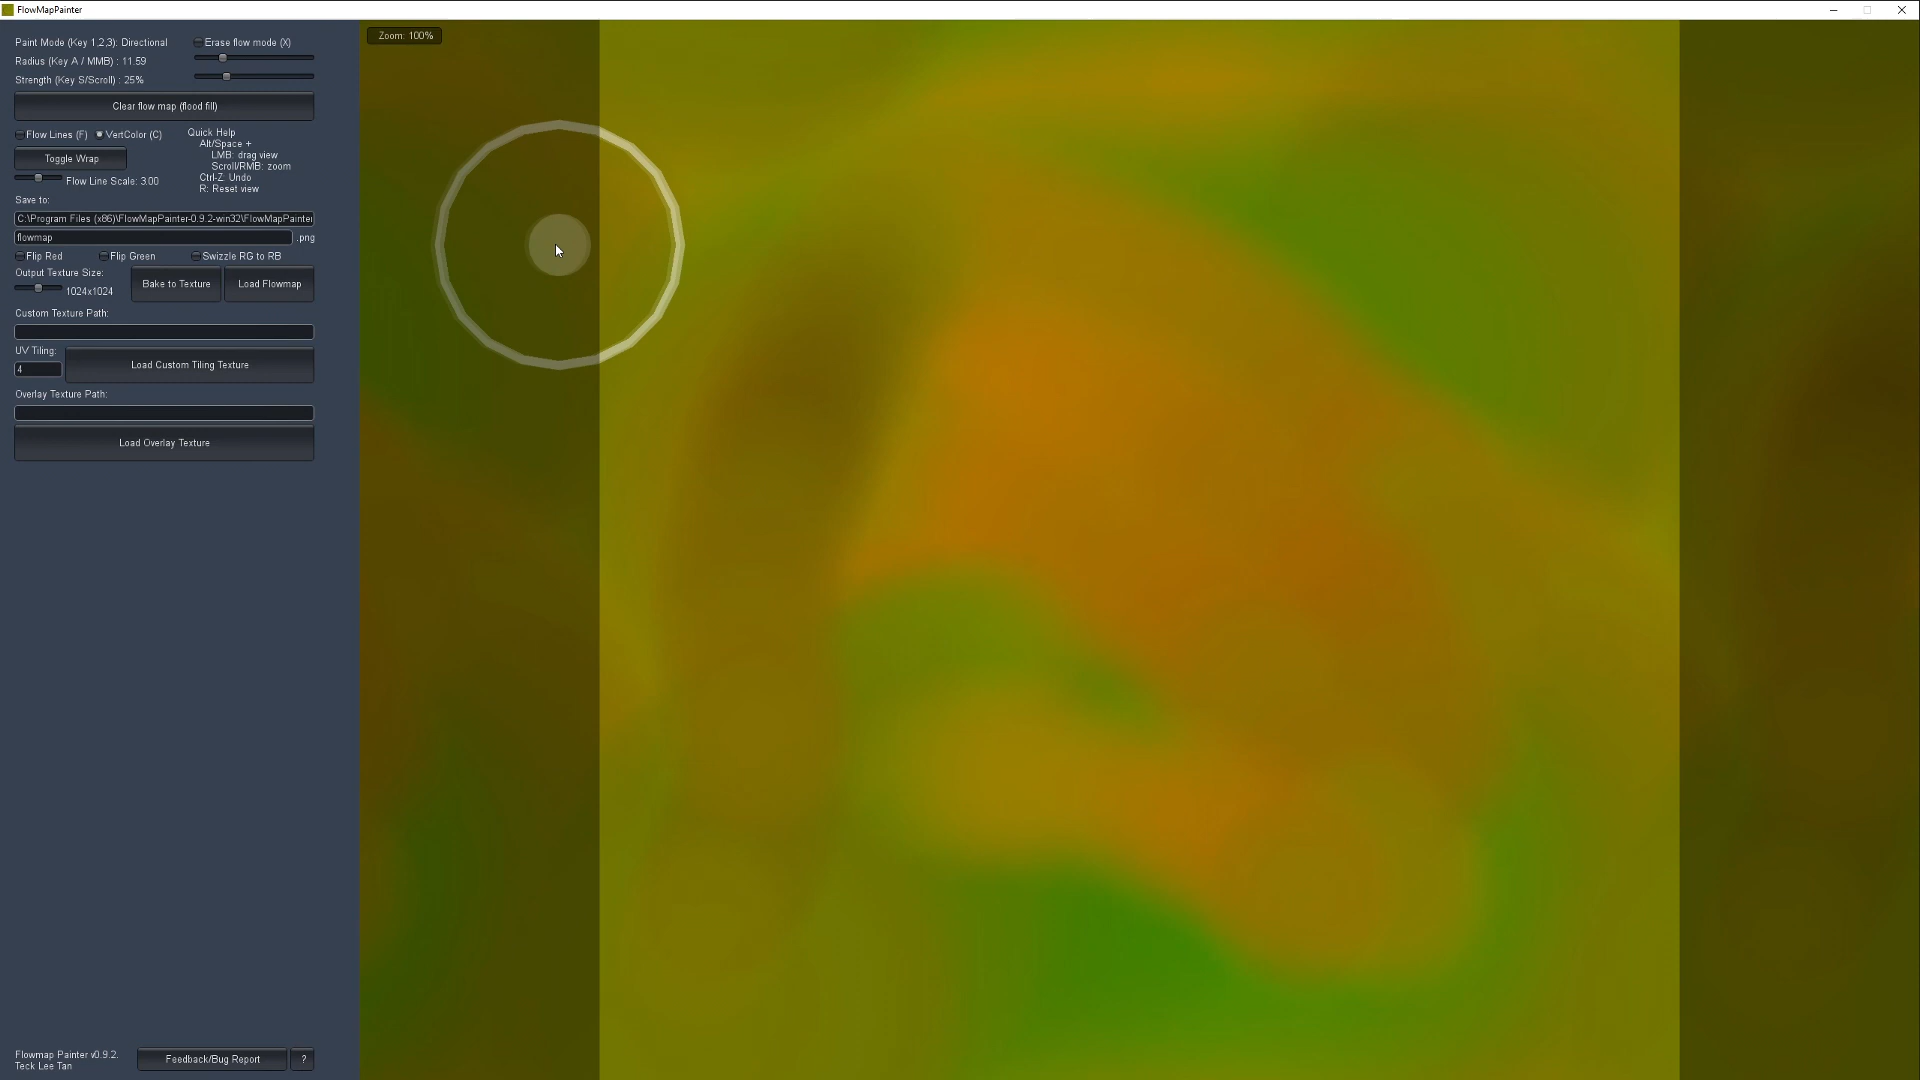 FlowMapPainter
Paint Mode (Key 1,2,3): Directional
Erase flow mode (X)
Radius (Key A / MMB) : 11.59
Strength (Key S/Scroll) : 25%
Clear flow map (flood fill)
Flow Lines (F)
VertColor (C)
Quick Help
Alt/Space +
LMB: drag view
Scroll/RMB: zoom
Ctrl-Z: Undo
R: Reset view
Toggle Wrap
Flow Line Scale: 3.00
Save to:
C:\Program Files (x86)\FlowMapPainter-0.9.2-win32\FlowMapPainter
flowmap
.png
Flip Red
Flip Green
Swizzle RG to RB
Output Texture Size:
1024x1024
Bake to Texture
Load Flowmap
Custom Texture Path:
UV Tiling:
4
Load Custom Tiling Texture
Overlay Texture Path:
Load Overlay Texture
Flowmap Painter v0.9.2.
Teck Lee Tan
Feedback/Bug Report
?
Zoom: 100%